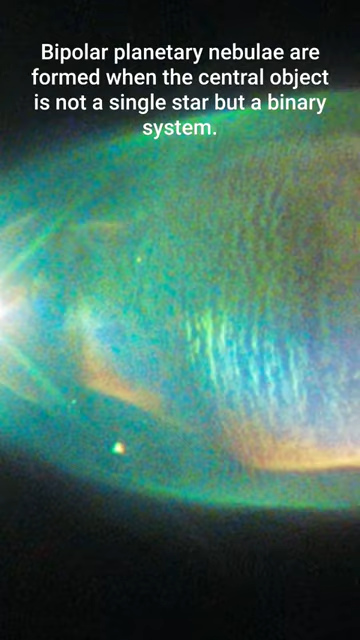 Bipolar planetary nebulae are
formed when the central object
is not a single star but a binary
system.